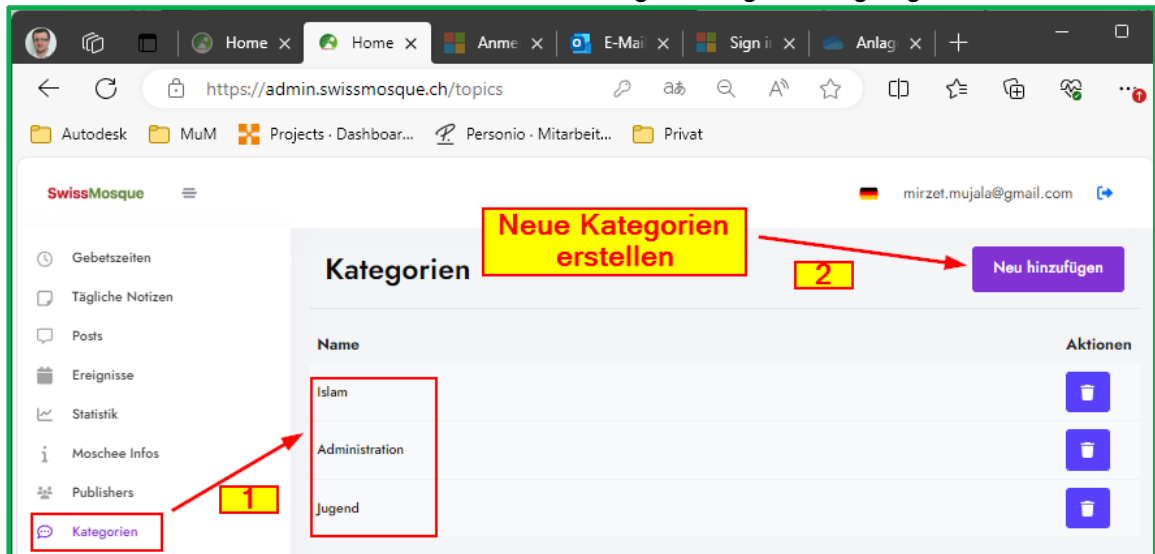 Home Home Anme E-Mail Sign in Anlag
https://admin.swissmosque.ch/topics
Autodesk MuM Projects · Dashboar... Personio · Mitarbeit... Privat
SwissMosque mirzet.mujala@gmail.com
Neue Kategorien
erstellen
Gebetszeiten
Kategorien
2
Neu hinzufügen
Tägliche Notizen
Posts
Name Aktionen
Ereignisse
Islam
Statistik
Moschee Infos
Administration
Publishers
1
Jugend
Kategorien